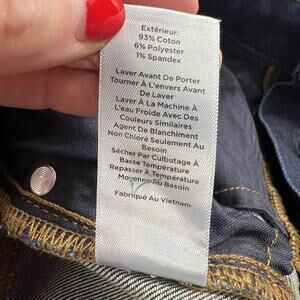 Extérieur:
93% Coton
6% Polyester
1% Spandex
Laver Avant De Porter
Tourner À L'envers Avant
De Laver
Laver À La Machine À
L'eau Froide Avec Des
Couleurs Similaires
Agent De Blanchiment
Non Chloré Seulement Au
Besoin
Sécher Par Culbutage À
Basse Température
Repasser À Température
Moyenne Au Besoin
Fabriqué Au Vietnam